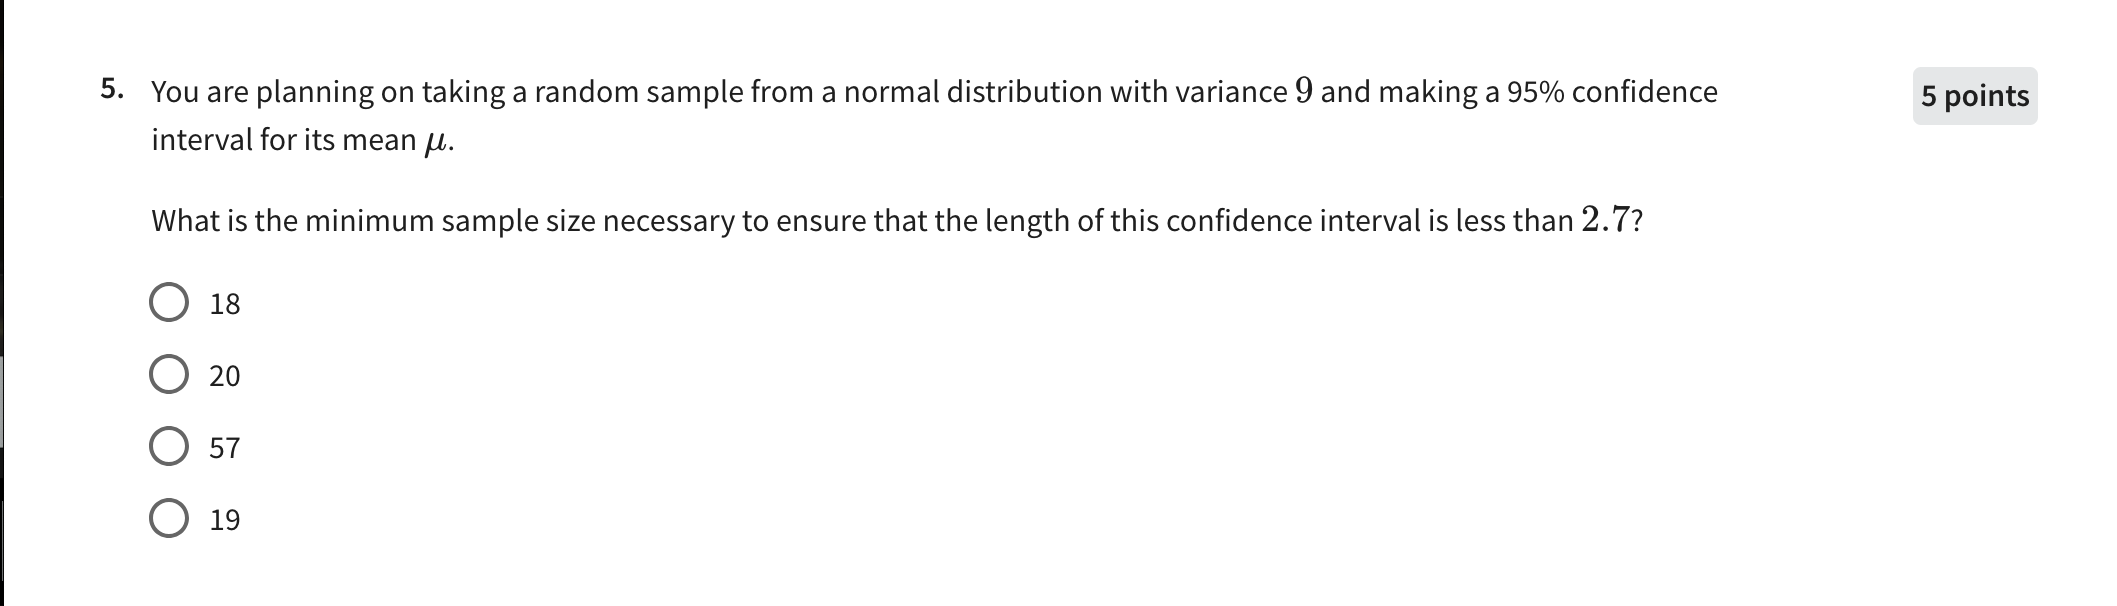 5. You are planning on taking a random sample from a normal distribution with variance 9 and making a 95% confidence
5 points
interval for its mean μ.
What is the minimum sample size necessary to ensure that the length of this confidence interval is less than 2.7?
18
20
57
19